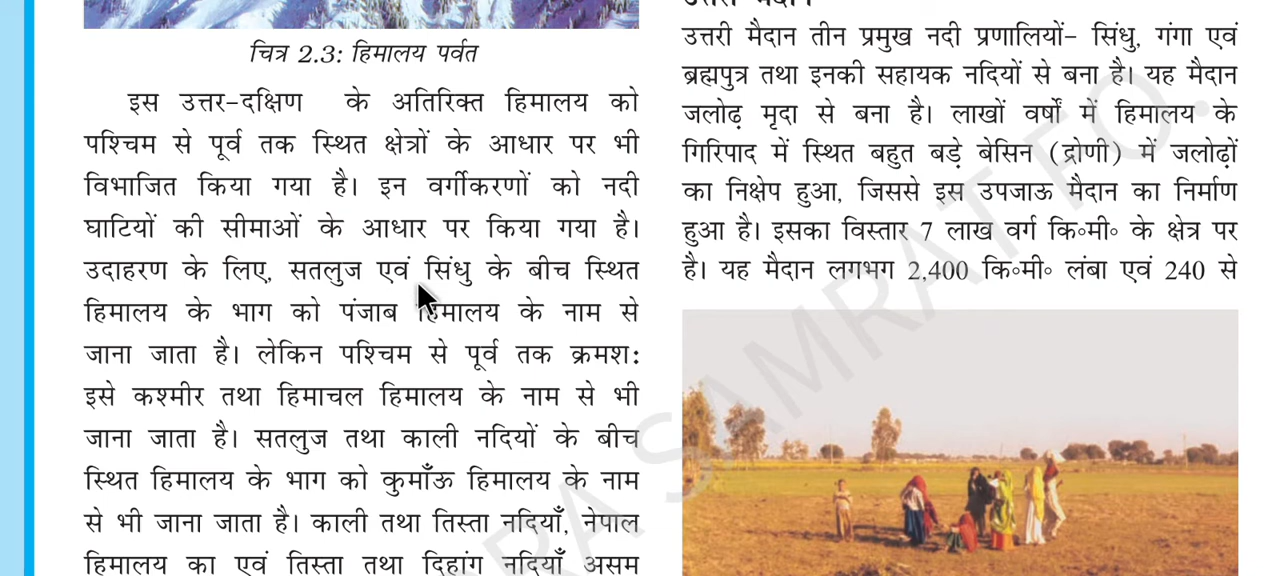 चित्र 2.3: हिमालय पर्वत
इस उत्तर-दक्षिण के अतिरिक्त हिमालय को
पश्चिम से पूर्व तक स्थित क्षेत्रों के आधार पर भी
विभाजित किया गया है। इन वर्गीकरणों को नदी
घाटियों की सीमाओं के आधार पर किया गया है।
उदाहरण के लिए, सतलुज एवं सिंधु के बीच स्थित
हिमालय के भाग को पंजाब हिमालय के नाम से
जाना जाता है। लेकिन पश्चिम से पूर्व तक क्रमश:
इसे कश्मीर तथा हिमाचल हिमालय के नाम से भी
जाना जाता है। सतलुज तथा काली नदियों के बीच
स्थित हिमालय के भाग को कुमाँऊ हिमालय के नाम
से भी जाना जाता है। काली तथा तिस्ता नदियाँ, नेपाल
हिमालय का एवं तिस्ता तथा दिहांग नदियाँ असम
उत्तरी मैदान तीन प्रमुख नदी प्रणालियों- सिंधु, गंगा एवं
ब्रह्मपुत्र तथा इनकी सहायक नदियों से बना है। यह मैदान
जलोढ़ मृदा से बना है। लाखों वर्षों में हिमालय के
गिरिपाद में स्थित बहुत बड़े बेसिन (द्रोणी) में जलोढ़ों
का निक्षेप हुआ, जिससे इस उपजाऊ मैदान का निर्माण
हुआ है। इसका विस्तार 7 लाख वर्ग कि॰मी॰ के क्षेत्र पर
है। यह मैदान लगभग 2,400 कि॰मी॰ लंबा एवं 240 से
RA SAMRAT FO.